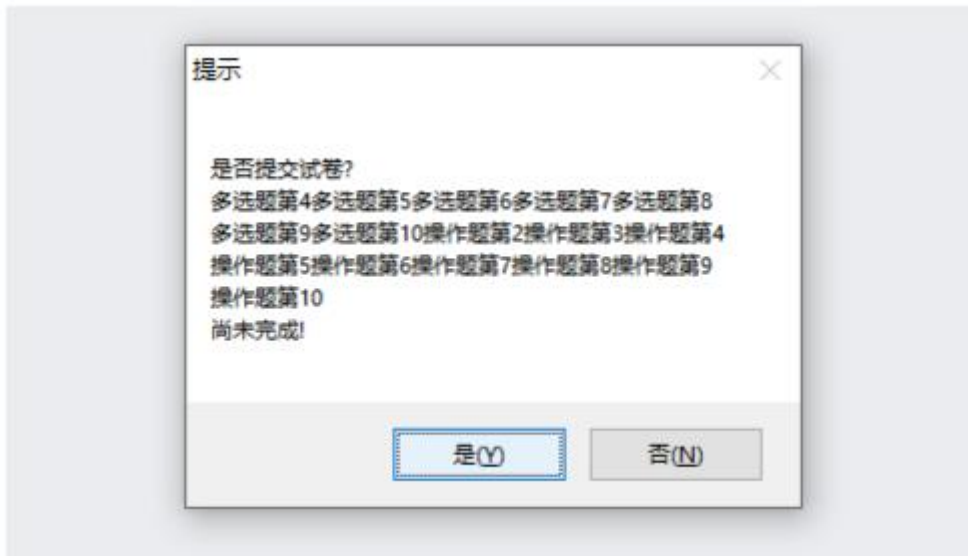 提示
是否提交试卷?
多选题第4多选题第5多选题第6多选题第7多选题第8
多选题第9多选题第10操作题第2操作题第3操作题第4
操作题第5操作题第6操作题第7操作题第8操作题第9
操作题第10
尚未完成!
是(Y) 否(N)